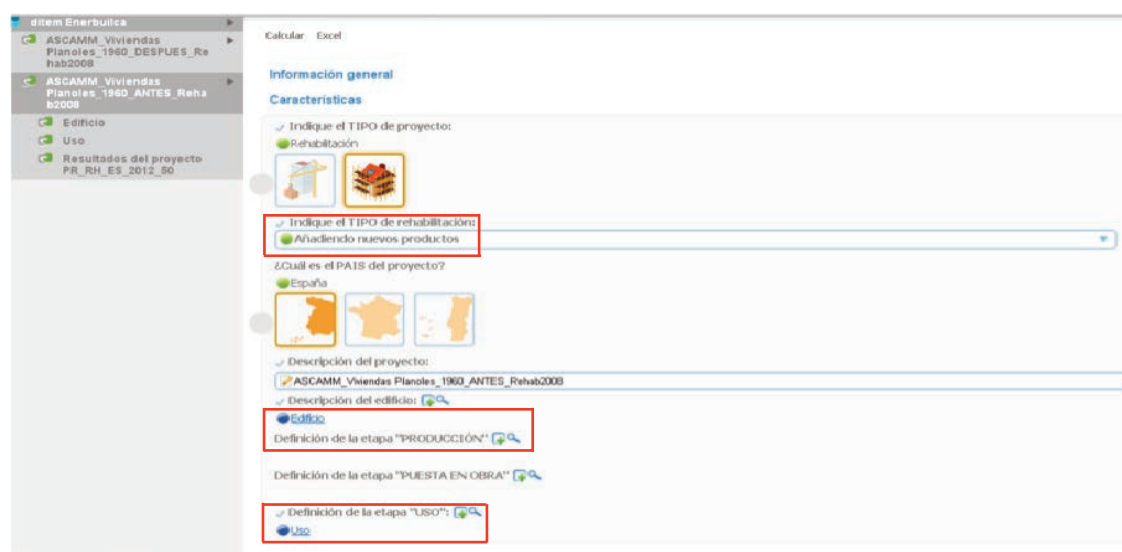 ditem Enerbuilca
ASCAMM_Viviendas
Planoles_1960_DESPUES_Re
hab2008
ASCAMM_Viviendas
Planoles_1960_ANTES_Reha
b2008
Edificio
Uso
Resultados del proyecto
PR_RH_ES_2012_50
Calcular Excel
Información general
Características
Indique el TIPO de proyecto:
Rehabilitación
Indique el TIPO de rehabilitación:
Añadiendo nuevos productos
¿Cuál es el PAIS del proyecto?
España
Descripción del proyecto:
ASCAMM_Viviendas Planoles_1960_ANTES_Rehab2008
Descripción del edificio:
Edificio
Definición de la etapa "PRODUCCIÓN"
Definición de la etapa "PUESTA EN OBRA"
Definición de la etapa "USO":
Uso